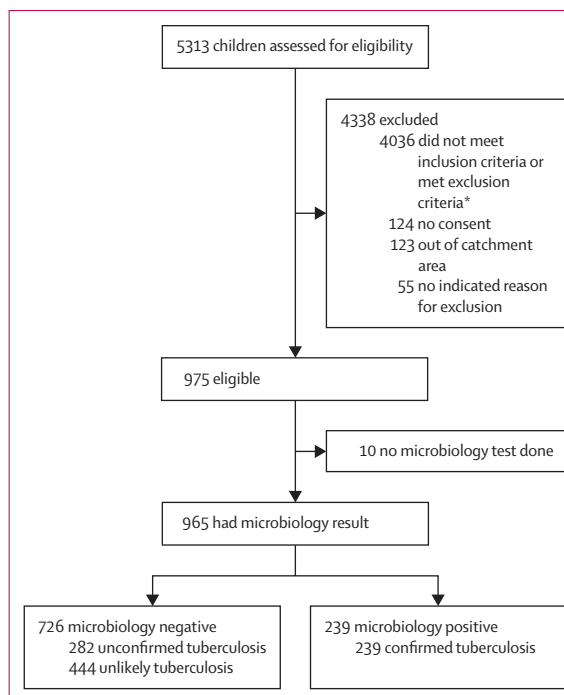 5313 children assessed for eligibility
4338 excluded
4036 did not meet
inclusion criteria or
met exclusion
criteria*
124 no consent
123 out of catchment
area
55 no indicated reason
for exclusion
975 eligible
10 no microbiology test done
965 had microbiology result
726 microbiology negative
282 unconfirmed tuberculosis
444 unlikely tuberculosis
239 microbiology positive
239 confirmed tuberculosis